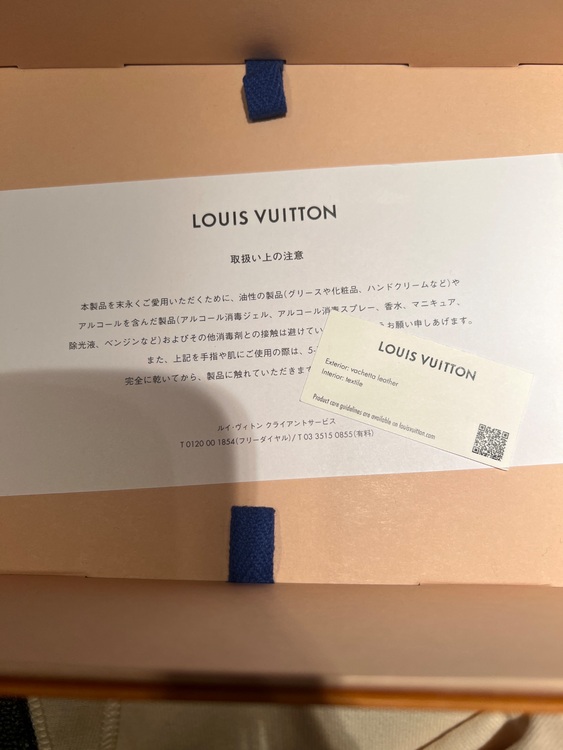 LOUIS VUITTON
取扱い上の注意
本製品を末永くご愛用いただくために、油性の製品(グリースや化粧品、ハンドクリームなど)や
アルコールを含んだ製品(アルコール消毒ジェル、アルコール消毒スプレー、香水、マニキュア、
除光液、ベンジンなど)およびその他消毒剤との接触は避けてい お願い申しあげます。
また、上記を手指や肌にご使用の際は、5-
完全に乾いてから、製品に触れていただきます
ルイ・ヴィトン クライアントサービス
T 0120 00 1854(フリーダイヤル)/ T 03 3515 0855(有料)
LOUIS VUITTON
Exterior: vachetta leather
Interior: textile
Product care guidelines are available on louisvuitton.com